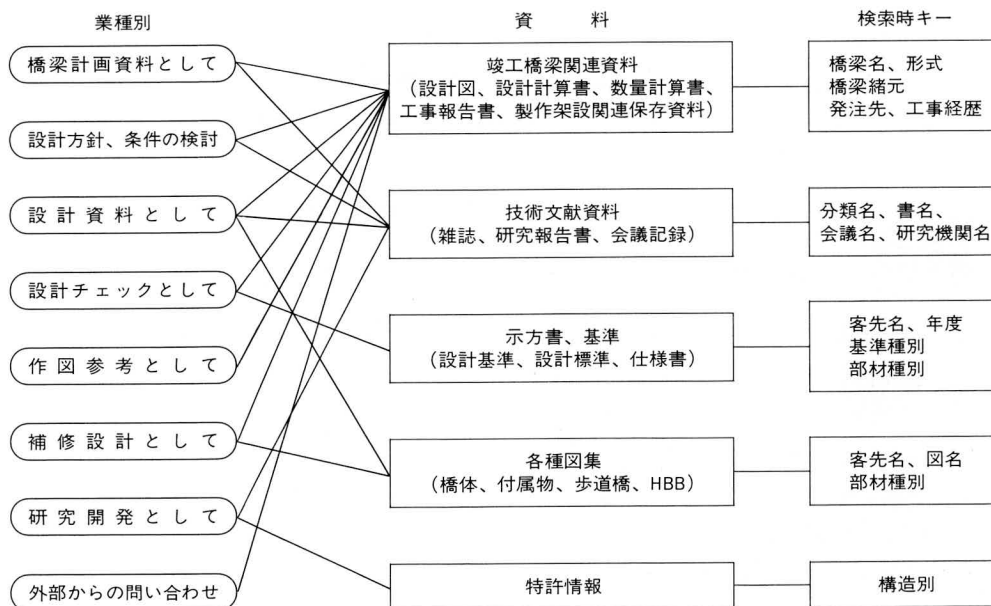 業種別
橋梁計画資料として
設計方針、条件の検討
設計資料として
設計チェックとして
作図参考として
補修設計として
研究開発として
外部からの問い合わせ
資料
竣工橋梁関連資料
(設計図、設計計算書、数量計算書、
工事報告書、製作架設関連保存資料)
技術文献資料
(雑誌、研究報告書、会議記録)
示方書、基準
(設計基準、設計標準、仕様書)
各種図集
(橋体、付属物、歩道橋、HBB)
特許情報
検索時キー
橋梁名、形式
橋梁緒元
発注先、工事経歴
分類名、書名、
会議名、研究機関名
客先名、年度
基準種別
部材種別
客先名、図名
部材種別
構造別